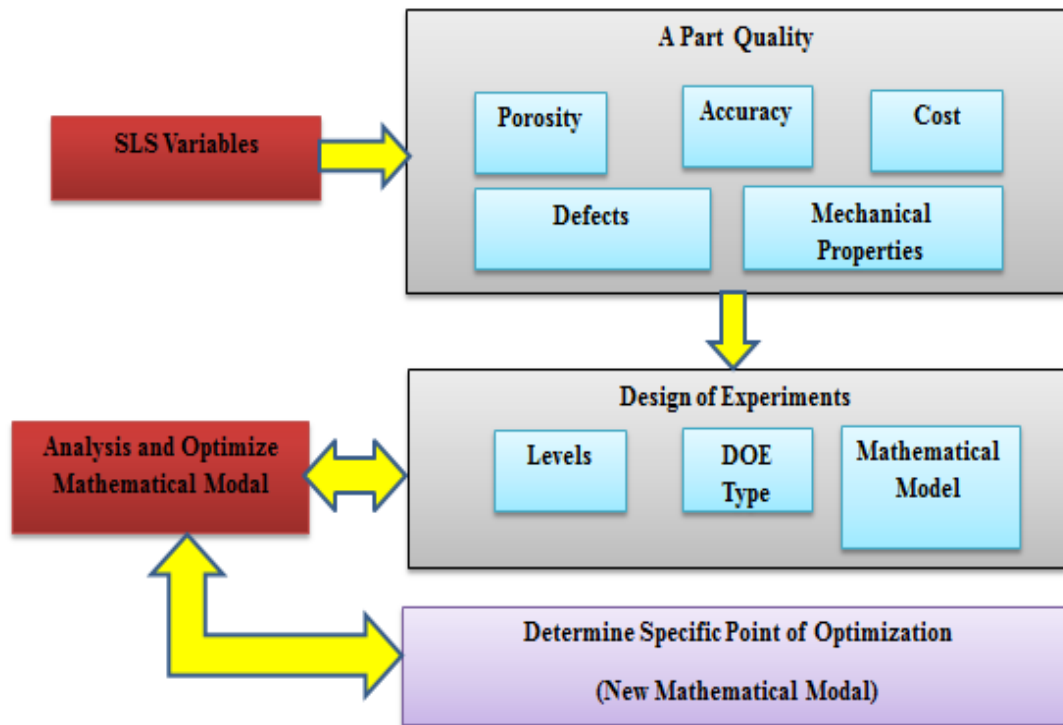 A Part Quality
SLS Variables
Porosity
Accuracy
Cost
Defects
Mechanical
Properties
Design of Experiments
Analysis and Optimize
Mathematical Modal
Levels
DOE
Type
Mathematical
Model
Determine Specific Point of Optimization
(New Mathematical Modal)